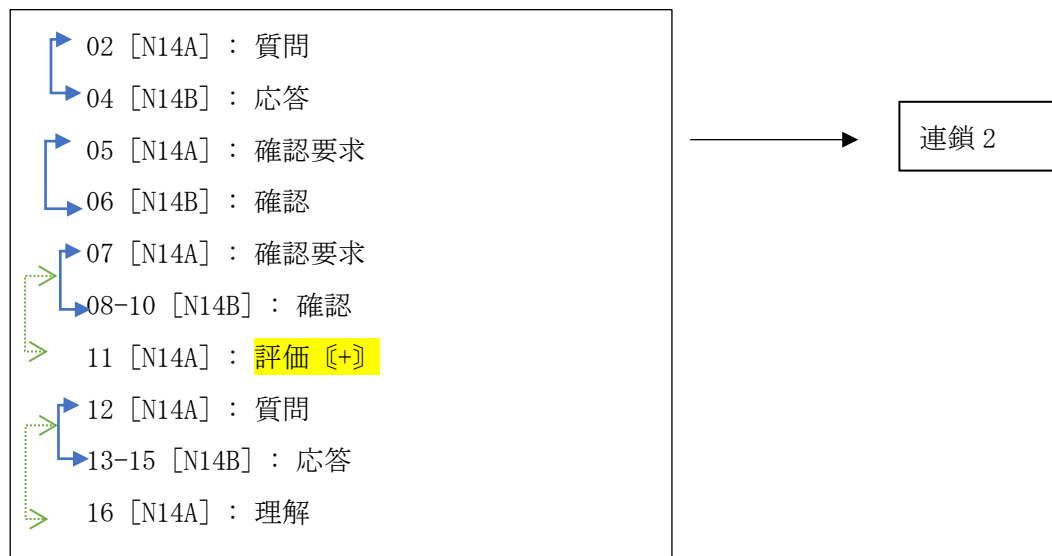 02 [N14A] : 質問
04 [N14B] : 応答
05 [N14A] : 確認要求
06 [N14B] : 確認
07 [N14A] : 確認要求
08-10 [N14B] : 確認
11 [N14A] : 評価〔+〕
12 [N14A] : 質問
13-15 [N14B] : 応答
16 [N14A] : 理解
連鎖 2